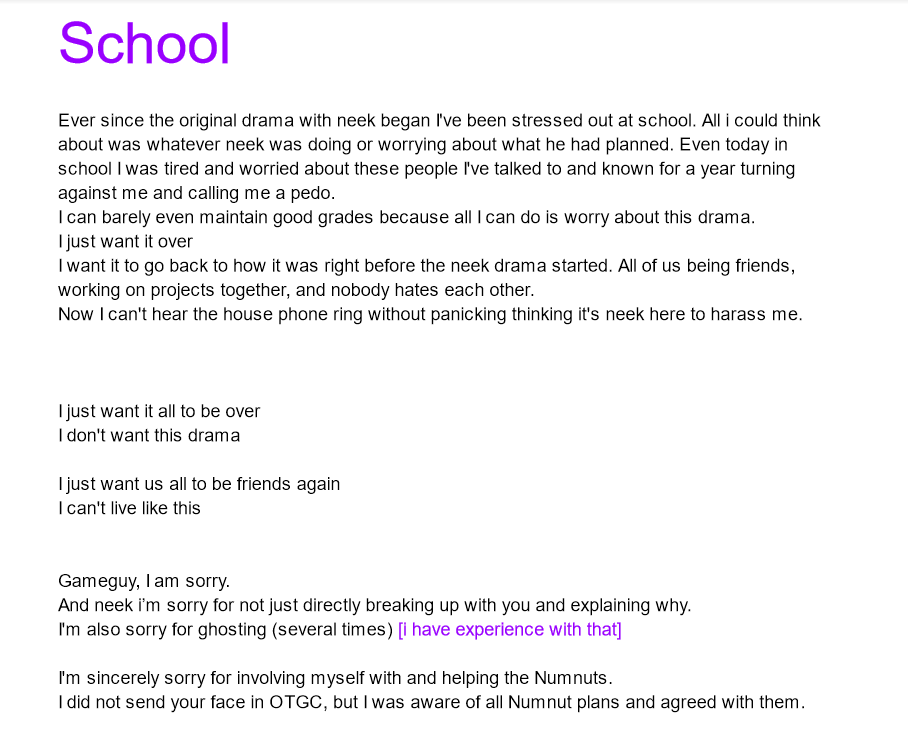 School
Ever since the original drama with neek began I've been stressed out at school. All i could think
about was whatever neek was doing or worrying about what he had planned. Even today in
school I was tired and worried about these people I've talked to and known for a year turning
against me and calling me a pedo.
I can barely even maintain good grades because all I can do is worry about this drama.
I just want it over
I want it to go back to how it was right before the neek drama started. All of us being friends,
working on projects together, and nobody hates each other.
Now I can't hear the house phone ring without panicking thinking it's neek here to harass me.
I just want it all to be over
I don't want this drama
I just want us all to be friends again
I can't live like this
Gameguy, I am sorry.
And neek i’m sorry for not just directly breaking up with you and explaining why.
I'm also sorry for ghosting (several times) [i have experience with that]
I'm sincerely sorry for involving myself with and helping the Numnuts.
I did not send your face in OTGC, but I was aware of all Numnut plans and agreed with them.